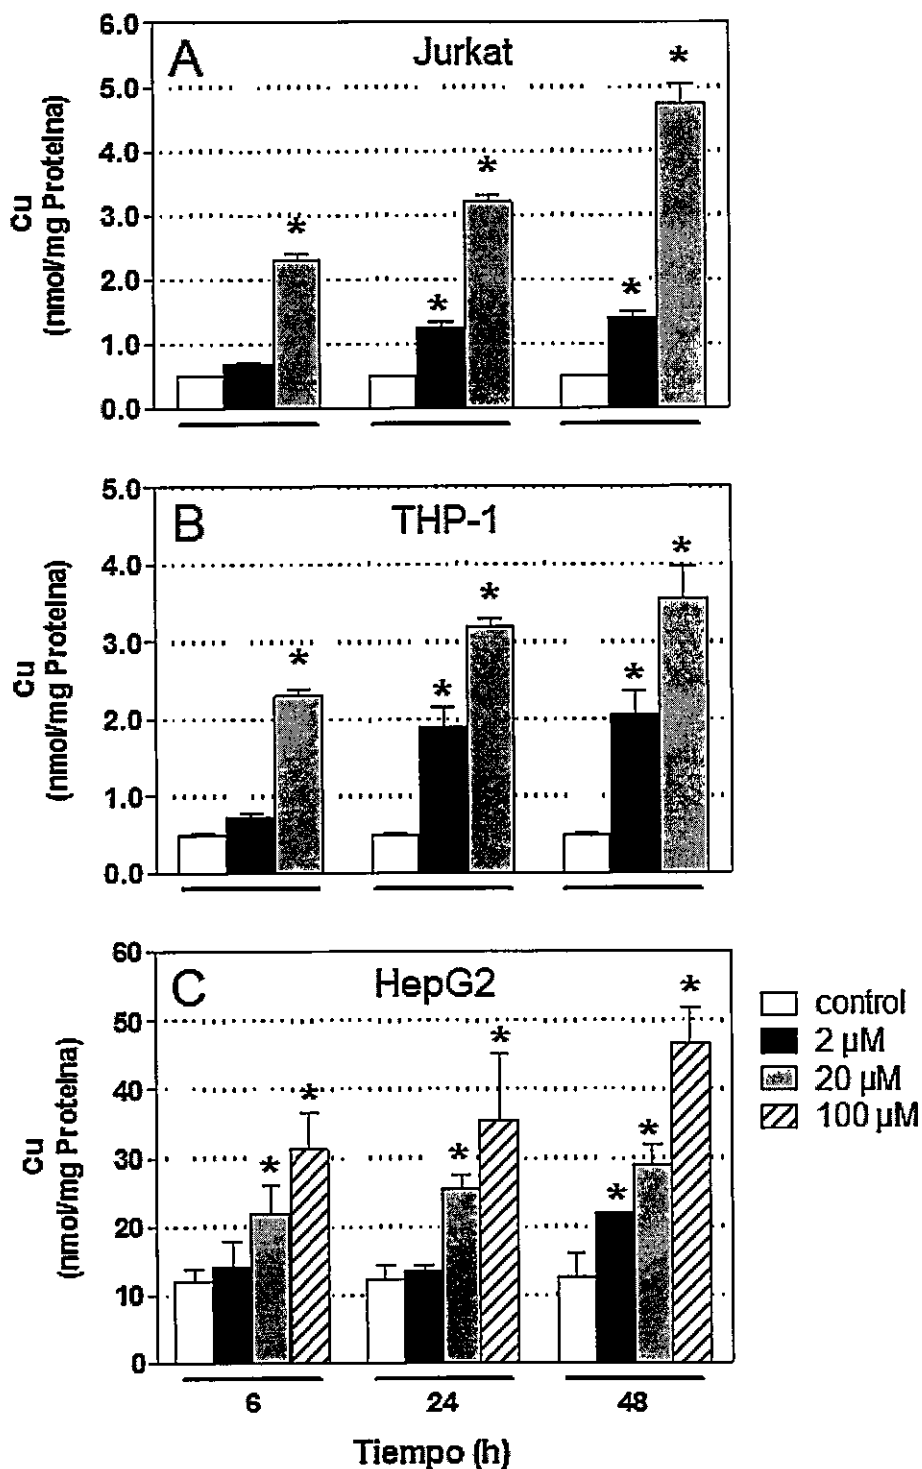 A Jurkat
Cu
(nmol/mg Proteína)
6.0
5.0
4.0
3.0
2.0
1.0
0.0
* * * * *
B THP-1
Cu
(nmol/mg Proteína)
5.0
4.0
3.0
2.0
1.0
0.0
* * * * *
C HepG2
Cu
(nmol/mg Proteína)
60
50
40
30
20
10
0
* * * * * * *
control
2 µM
20 µM
100 µM
6 24 48
Tiempo (h)